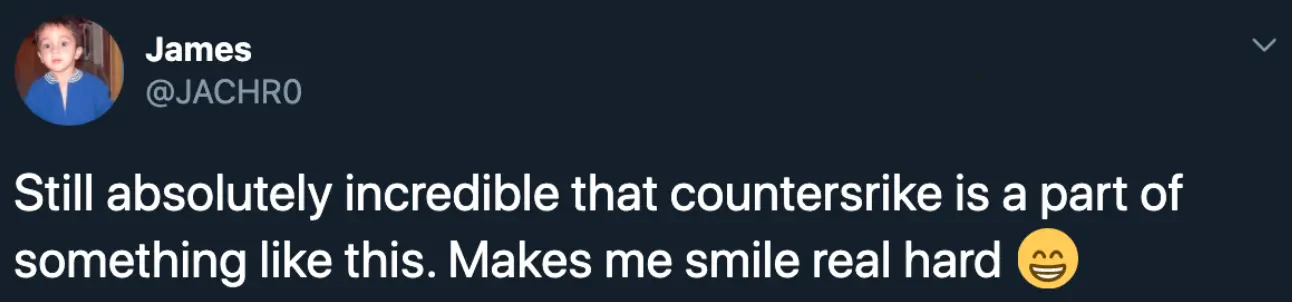 James
@JACHR0
Still absolutely incredible that countersrike is a part of
something like this. Makes me smile real hard 😁